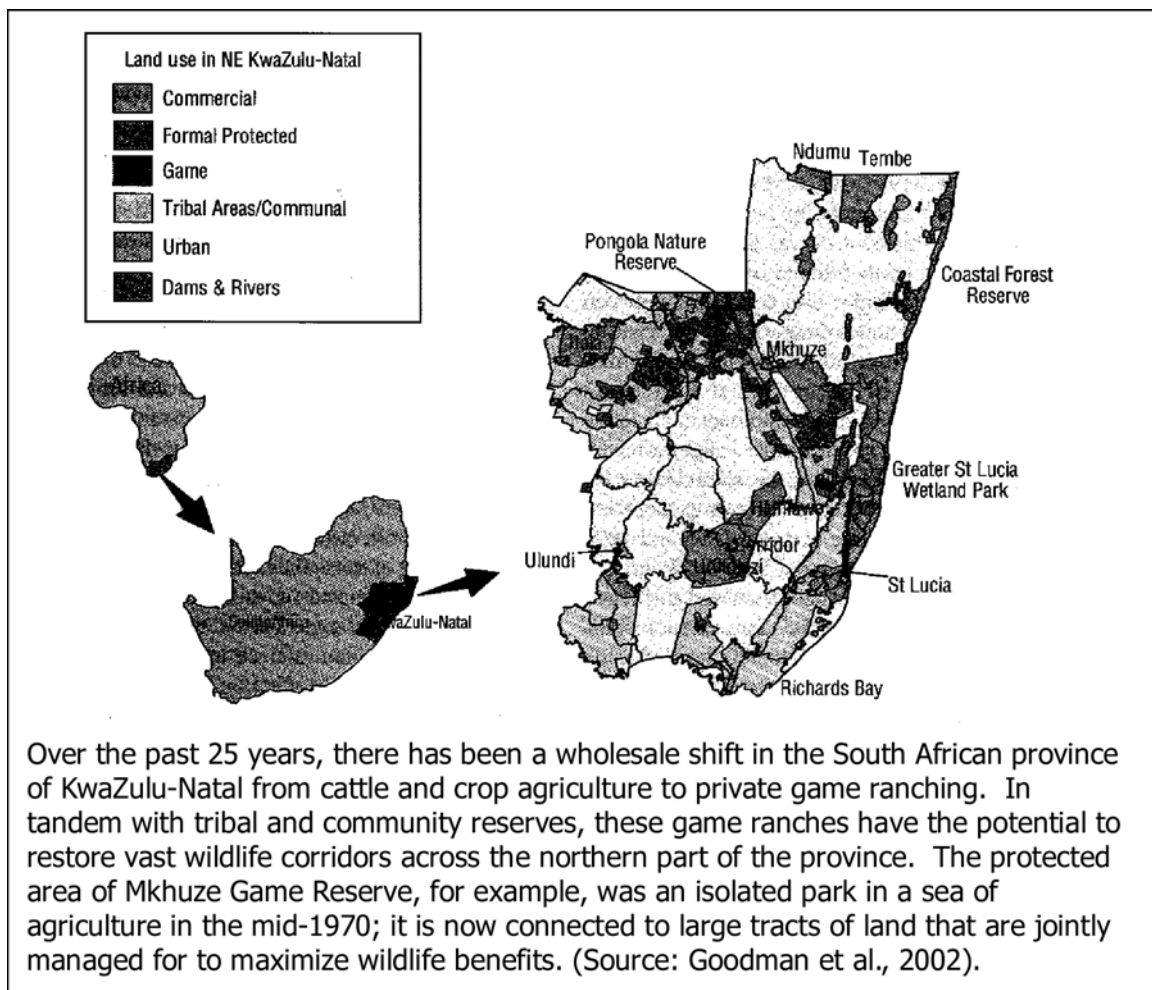 Land use in NE KwaZulu-Natal
Commercial
Formal Protected
Game
Tribal Areas/Communal
Urban
Dams & Rivers
Ndumu
Tembe
Pongola Nature
Reserve
Coastal Forest
Reserve
Itala
Mkhuze
Africa
Greater St Lucia
Wetland Park
Hluhluwe
Corridor
Umfolozi
Ulundi
St Lucia
South Africa
KwaZulu-Natal
Richards Bay
Over the past 25 years, there has been a wholesale shift in the South African province
of KwaZulu-Natal from cattle and crop agriculture to private game ranching. In
tandem with tribal and community reserves, these game ranches have the potential to
restore vast wildlife corridors across the northern part of the province. The protected
area of Mkhuze Game Reserve, for example, was an isolated park in a sea of
agriculture in the mid-1970; it is now connected to large tracts of land that are jointly
managed for to maximize wildlife benefits. (Source: Goodman et al., 2002).